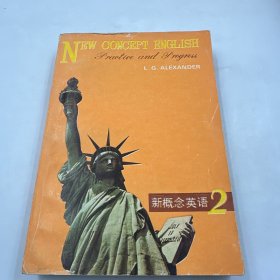 NEW CONCEPT ENGLISH
Practice and Progress
L. G. ALEXANDER
新概念英语 2